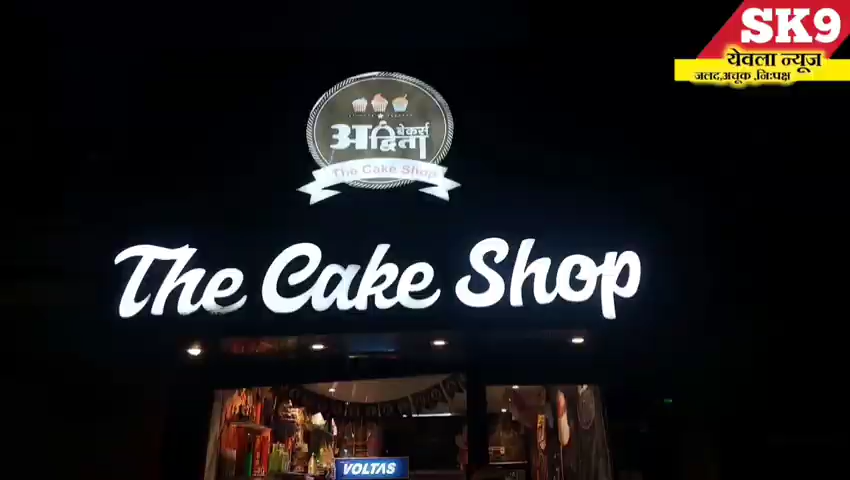 SK9
येवला न्यूज
जलद,अचूक ,निःपक्ष
अद्विता
बेकर्स
The Cake Shop
The Cake Shop
VOLTAS